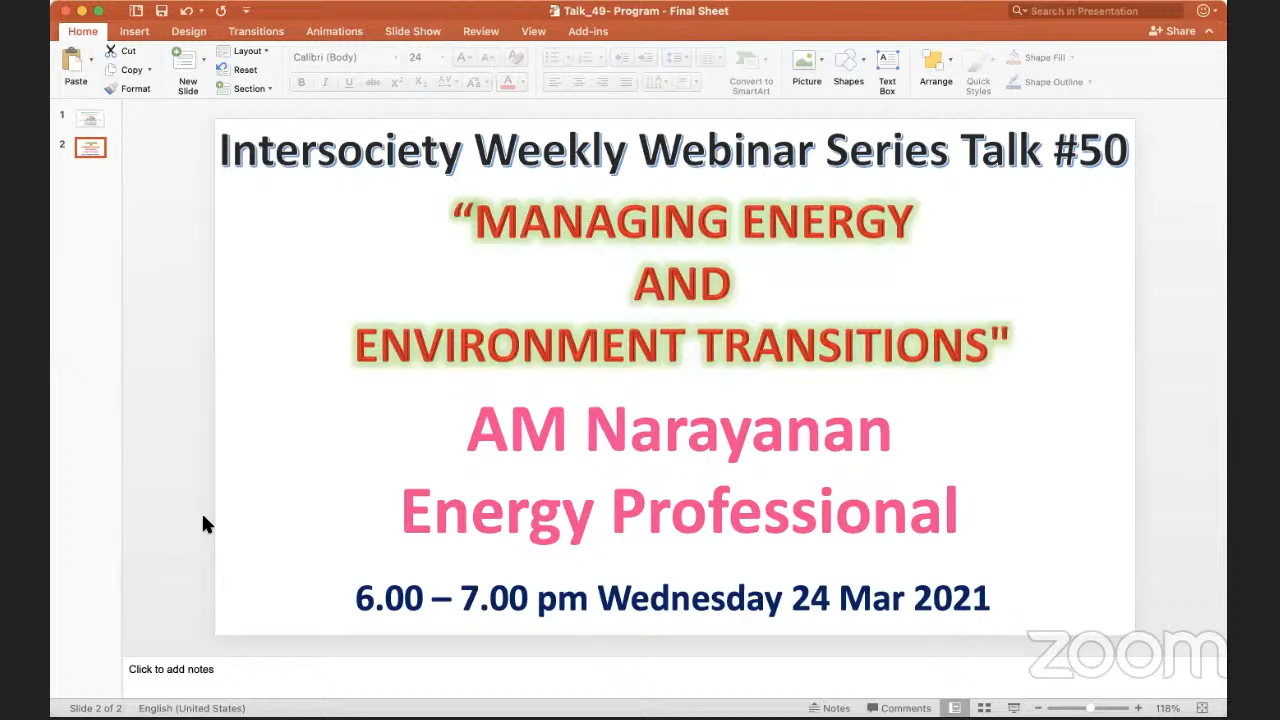 Talk_49- Program - Final Sheet
Search in Presentation
Home Insert Design Transitions Animations Slide Show Review View Add-ins
Share
Paste
Cut
Copy
Format
New Slide
Layout
Reset
Section
Calibri (Body) 24
Convert to SmartArt
Picture
Shapes
Text Box
Arrange
Quick Styles
Shape Fill
Shape Outline
1
2
Intersociety Weekly Webinar Series Talk #50
“MANAGING ENERGY
AND
ENVIRONMENT TRANSITIONS"
AM Narayanan
Energy Professional
6.00 – 7.00 pm Wednesday 24 Mar 2021
zoom
Click to add notes
Slide 2 of 2 English (United States) Notes Comments 118%